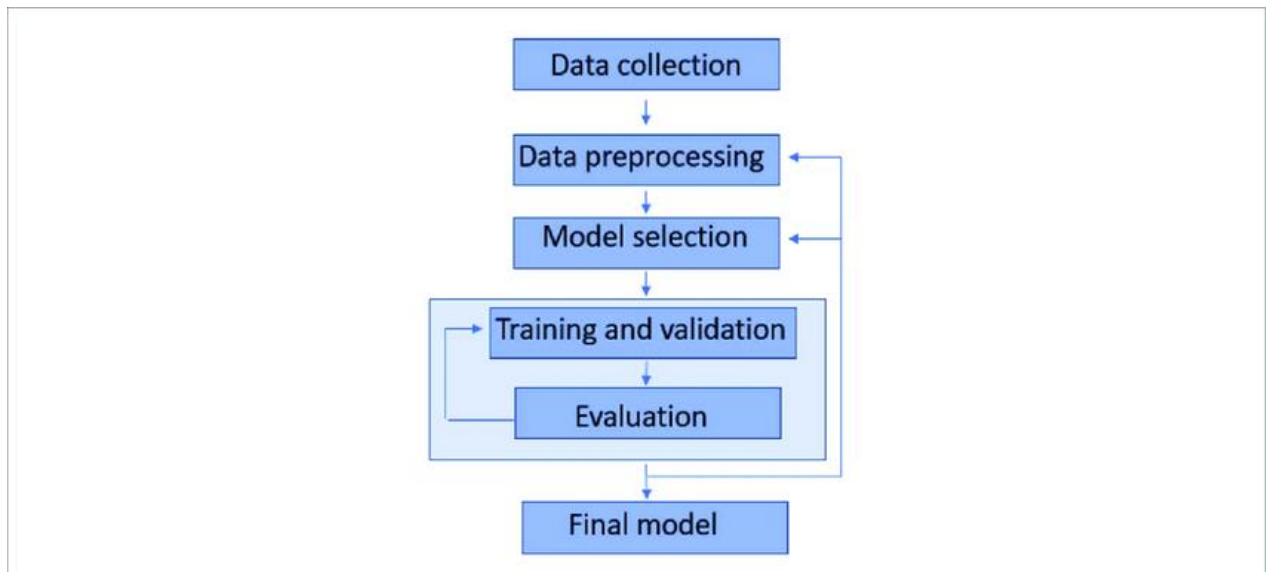 Data collection
Data preprocessing
Model selection
Training and validation
Evaluation
Final model